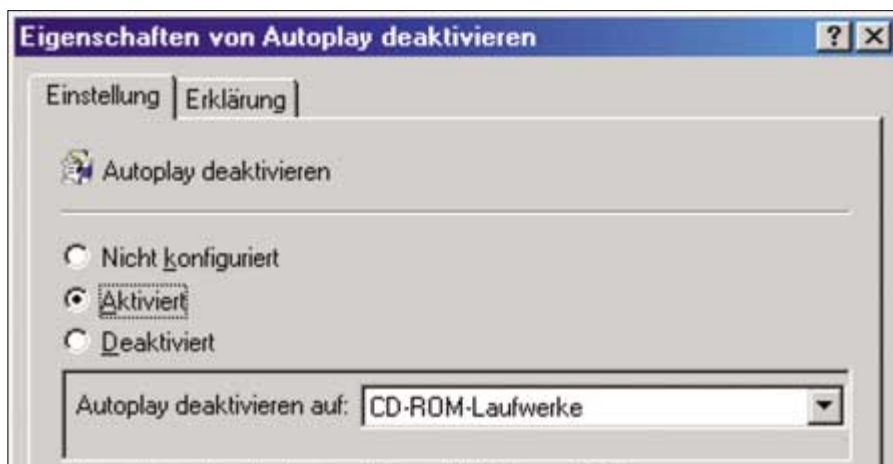 Eigenschaften von Autoplay deaktivieren
Einstellung Erklärung
Autoplay deaktivieren
Nicht konfiguriert
Aktiviert
Deaktiviert
Autoplay deaktivieren auf: CD-ROM-Laufwerke